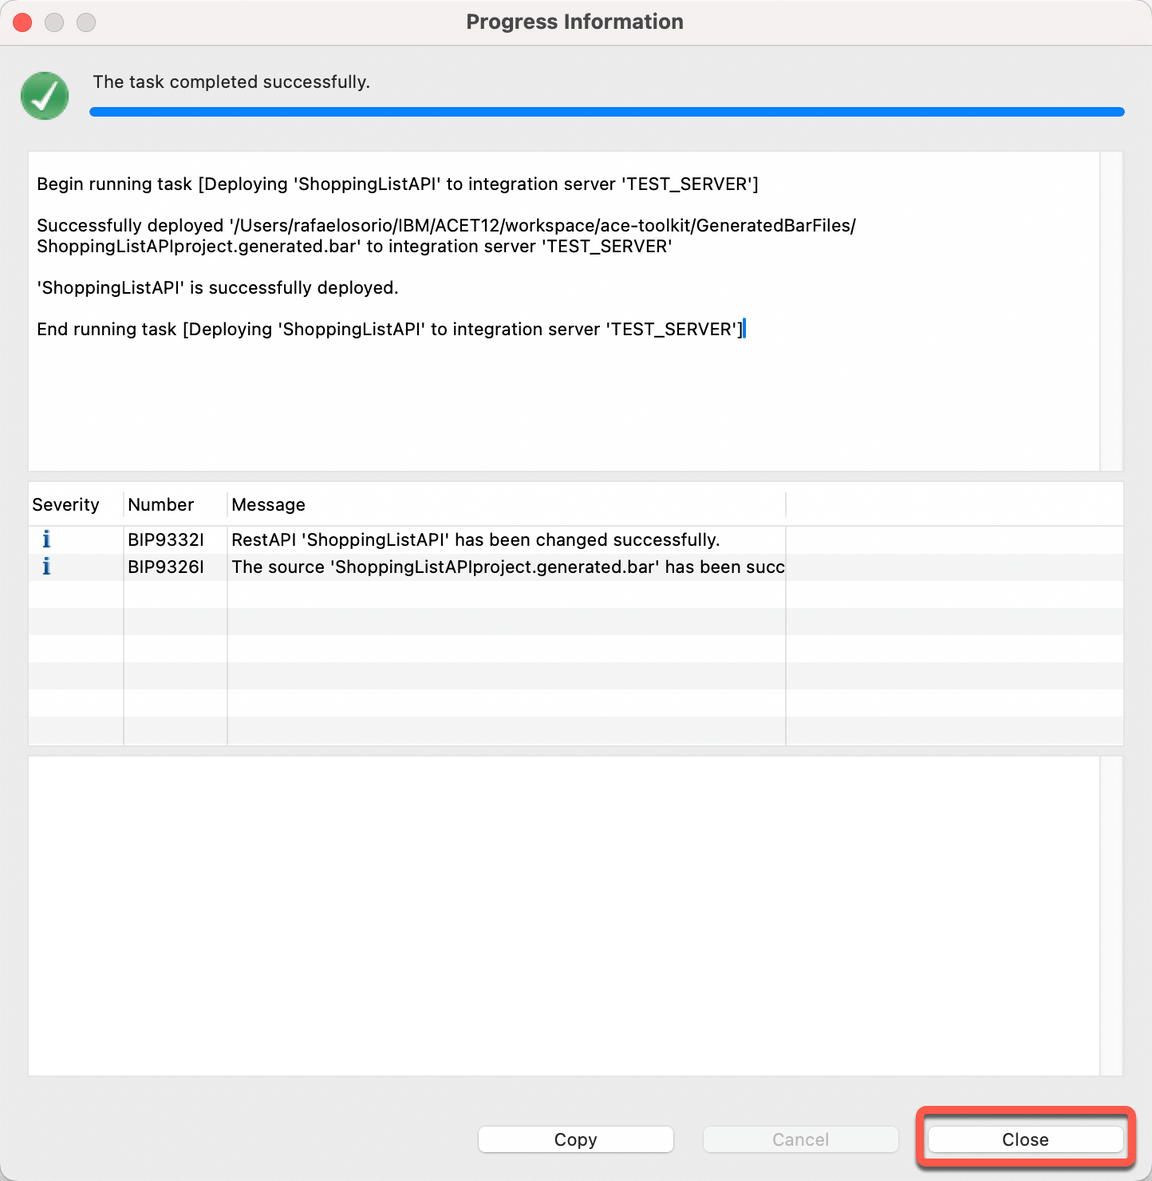 Progress Information
The task completed successfully.
Begin running task [Deploying 'ShoppingListAPI' to integration server 'TEST_SERVER']
Successfully deployed '/Users/rafaelosorio/IBM/ACET12/workspace/ace-toolkit/GeneratedBarFiles/
ShoppingListAPIproject.generated.bar' to integration server 'TEST_SERVER'
'ShoppingListAPI' is successfully deployed.
End running task [Deploying 'ShoppingListAPI' to integration server 'TEST_SERVER']
Severity Number Message
i BIP9332I RestAPI 'ShoppingListAPI' has been changed successfully.
i BIP9326I The source 'ShoppingListAPIproject.generated.bar' has been succ
Copy Cancel Close